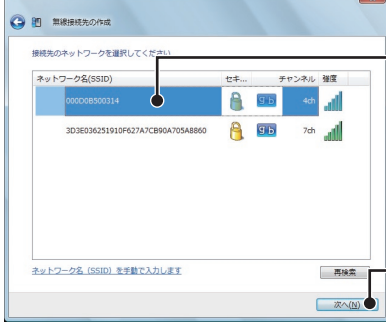 無線接続先の作成
接続先のネットワークを選択してください
ネットワーク名(SSID) セキ... チャンネル 強度
000D0B500314 g b 4ch
3D3E036251910F627A7CB90A705A8860 g b 7ch
ネットワーク名（SSID）を手動で入力します 再検索
次へ(N)